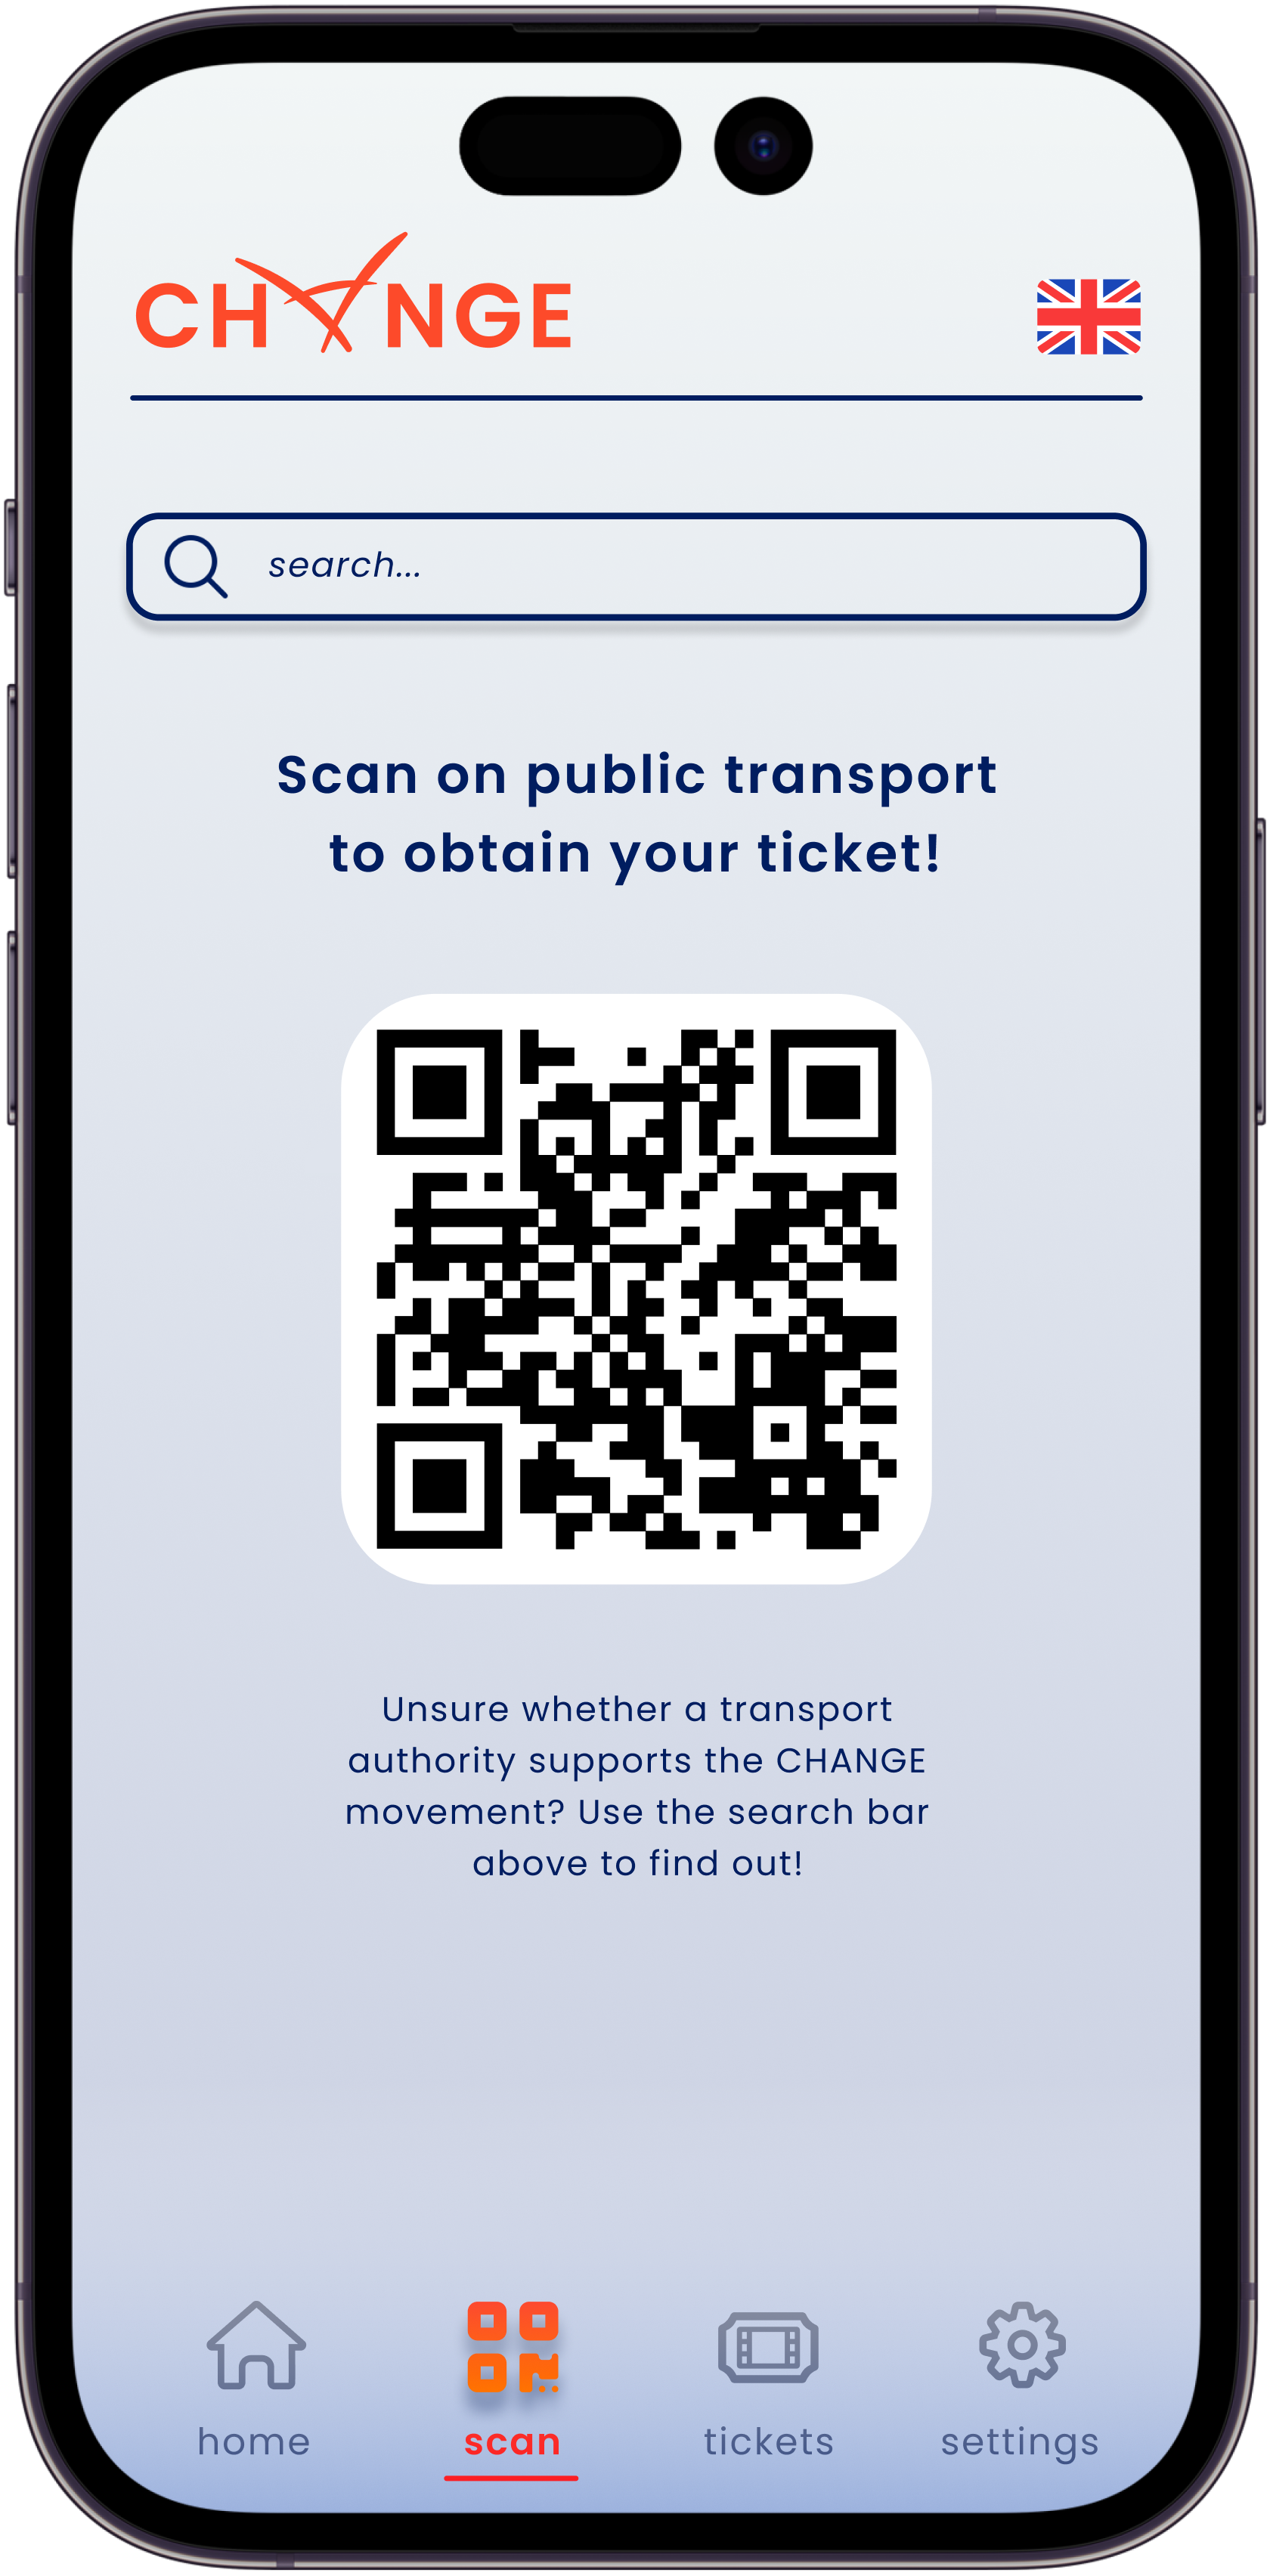 CHANGE
search...
Scan on public transport
to obtain your ticket!
Unsure whether a transport
authority supports the CHANGE
movement? Use the search bar
above to find out!
home scan tickets settings